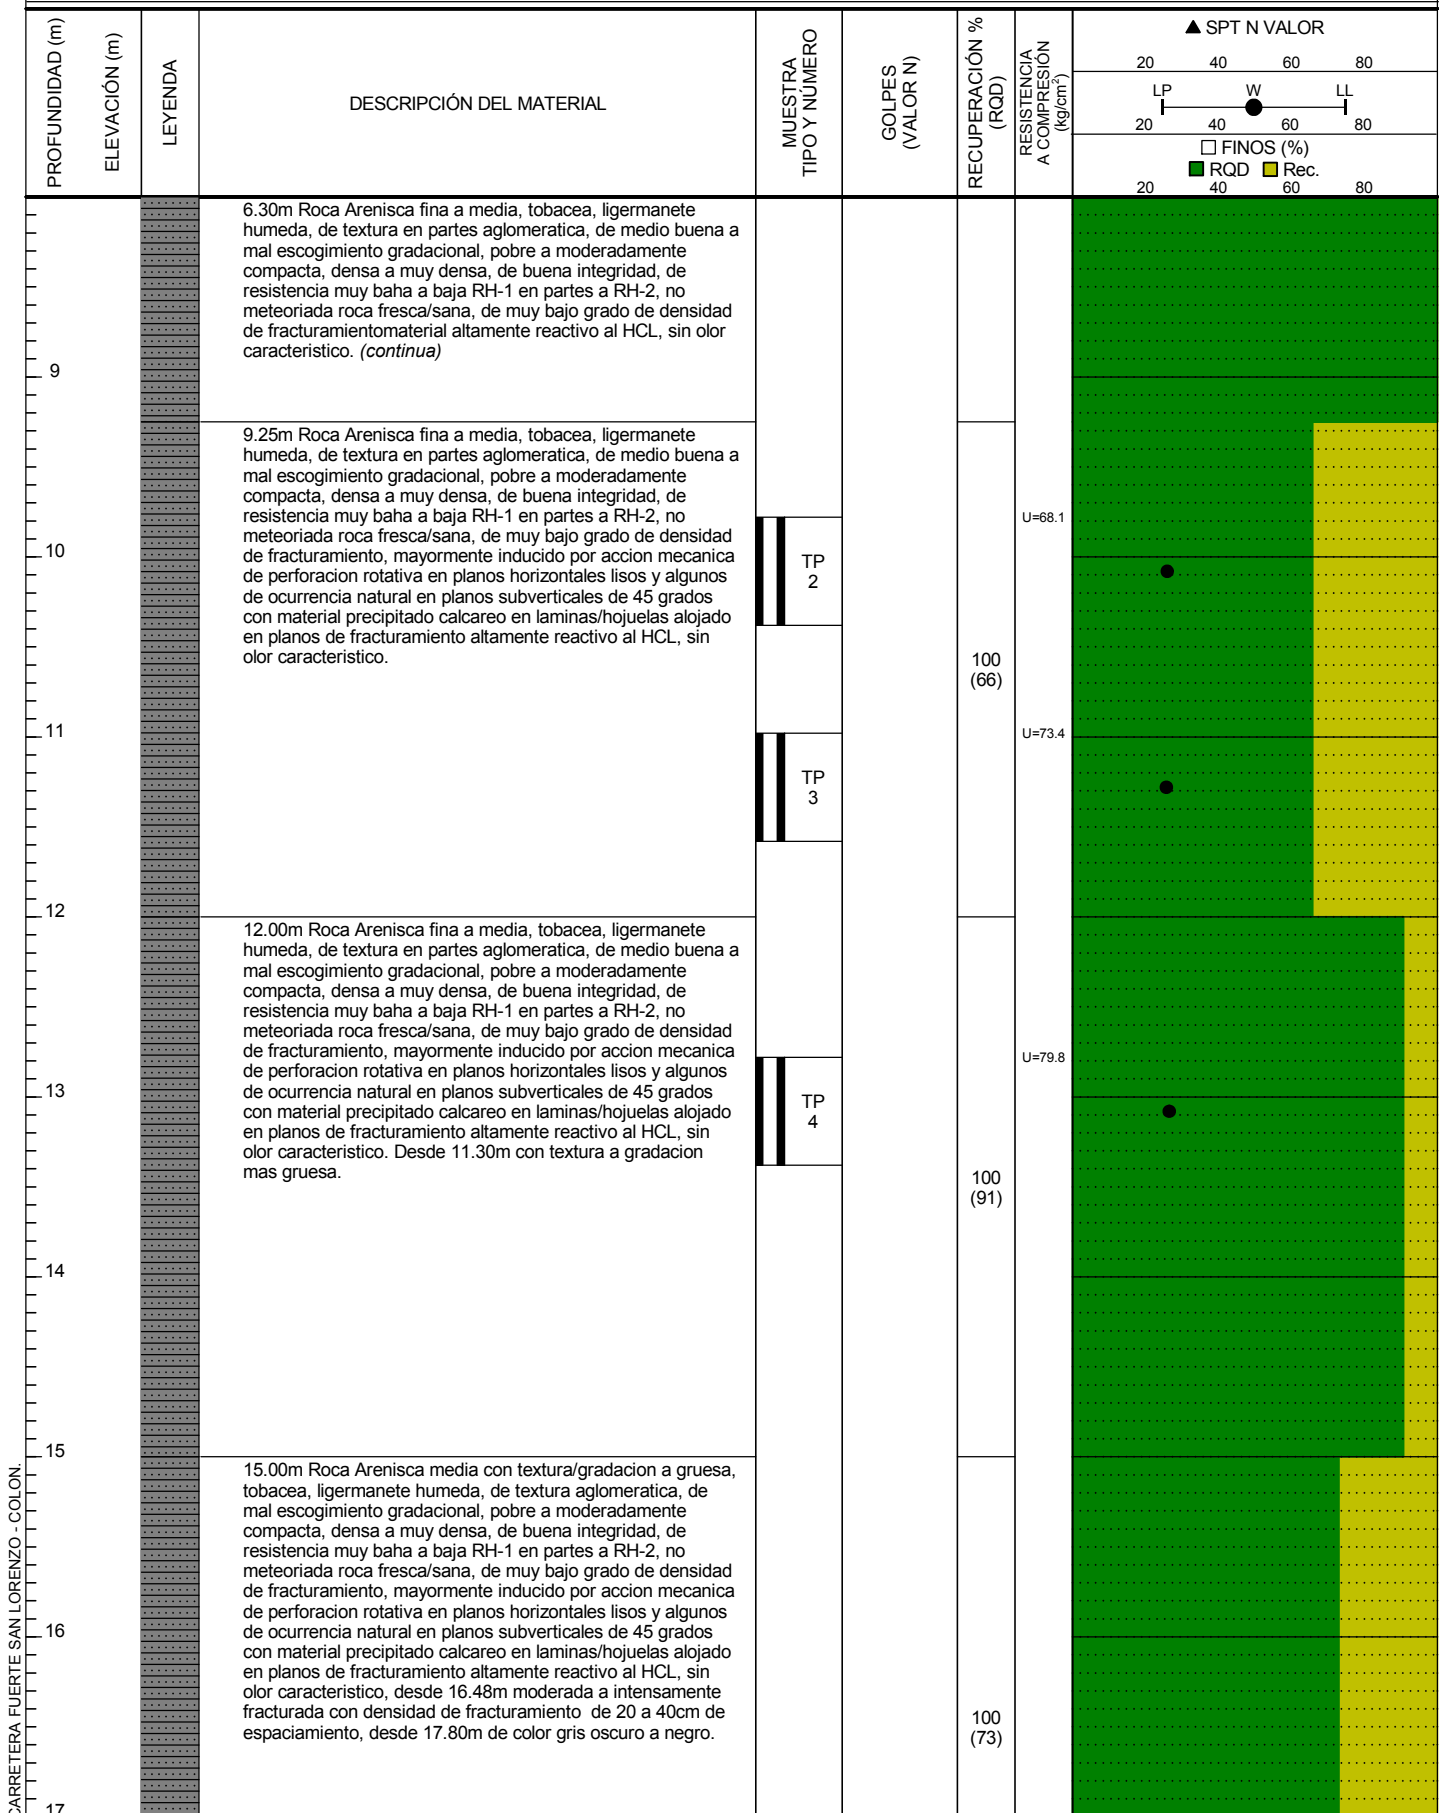 PROFUNDIDAD (m)
ELEVACIÓN (m)
LEYENDA
DESCRIPCIÓN DEL MATERIAL
MUESTRA
TIPO Y NÚMERO
GOLPES
(VALOR N)
RECUPERACIÓN %
(RQD)
RESISTENCIA
A COMPRESIÓN
(kg/cm²)
▲ SPT N VALOR
20 40 60 80
LP W LL
20 40 60 80
FINOS (%)
RQD Rec.
20 40 60 80
6.30m Roca Arenisca fina a media, tobacea, ligermanete
humeda, de textura en partes aglomeratica, de medio buena a
mal escogimiento gradacional, pobre a moderadamente
compacta, densa a muy densa, de buena integridad, de
resistencia muy baha a baja RH-1 en partes a RH-2, no
meteoriada roca fresca/sana, de muy bajo grado de densidad
de fracturamientomaterial altamente reactivo al HCL, sin olor
caracteristico. (continua)
9
9.25m Roca Arenisca fina a media, tobacea, ligermanete
humeda, de textura en partes aglomeratica, de medio buena a
mal escogimiento gradacional, pobre a moderadamente
compacta, densa a muy densa, de buena integridad, de
resistencia muy baha a baja RH-1 en partes a RH-2, no
meteoriada roca fresca/sana, de muy bajo grado de densidad
de fracturamiento, mayormente inducido por accion mecanica
de perforacion rotativa en planos horizontales lisos y algunos
de ocurrencia natural en planos subverticales de 45 grados
con material precipitado calcareo en laminas/hojuelas alojado
en planos de fracturamiento altamente reactivo al HCL, sin
olor caracteristico.
U=68.1
10
TP
2
100
(66)
11
U=73.4
TP
3
12
12.00m Roca Arenisca fina a media, tobacea, ligermanete
humeda, de textura en partes aglomeratica, de medio buena a
mal escogimiento gradacional, pobre a moderadamente
compacta, densa a muy densa, de buena integridad, de
resistencia muy baha a baja RH-1 en partes a RH-2, no
meteoriada roca fresca/sana, de muy bajo grado de densidad
de fracturamiento, mayormente inducido por accion mecanica
de perforacion rotativa en planos horizontales lisos y algunos
de ocurrencia natural en planos subverticales de 45 grados
con material precipitado calcareo en laminas/hojuelas alojado
en planos de fracturamiento altamente reactivo al HCL, sin
olor caracteristico. Desde 11.30m con textura a gradacion
mas gruesa.
U=79.8
13
TP
4
100
(91)
14
15
15.00m Roca Arenisca media con textura/gradacion a gruesa,
tobacea, ligermanete humeda, de textura aglomeratica, de
mal escogimiento gradacional, pobre a moderadamente
compacta, densa a muy densa, de buena integridad, de
resistencia muy baha a baja RH-1 en partes a RH-2, no
meteoriada roca fresca/sana, de muy bajo grado de densidad
de fracturamiento, mayormente inducido por accion mecanica
de perforacion rotativa en planos horizontales lisos y algunos
de ocurrencia natural en planos subverticales de 45 grados
con material precipitado calcareo en laminas/hojuelas alojado
en planos de fracturamiento altamente reactivo al HCL, sin
olor caracteristico, desde 16.48m moderada a intensamente
fracturada con densidad de fracturamiento de 20 a 40cm de
espaciamiento, desde 17.80m de color gris oscuro a negro.
16
100
(73)
17
CARRETERA FUERTE SAN LORENZO - COLON.